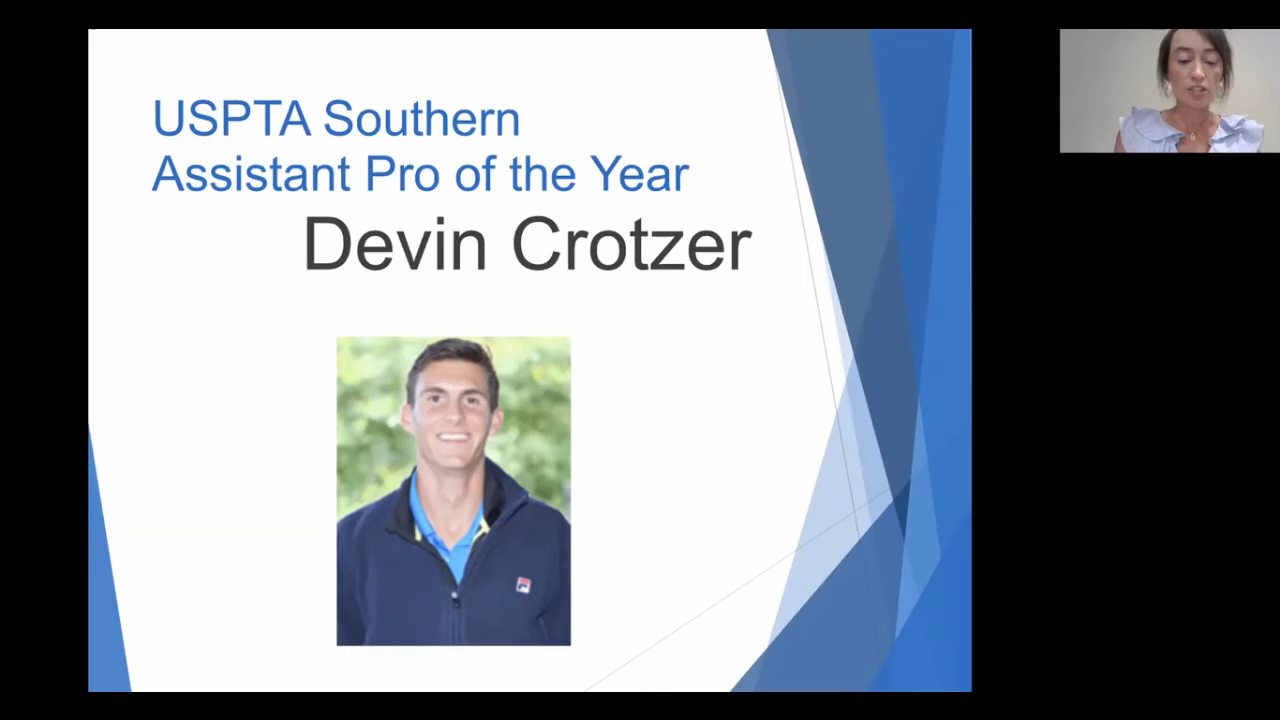 USPTA Southern
Assistant Pro of the Year
Devin Crotzer